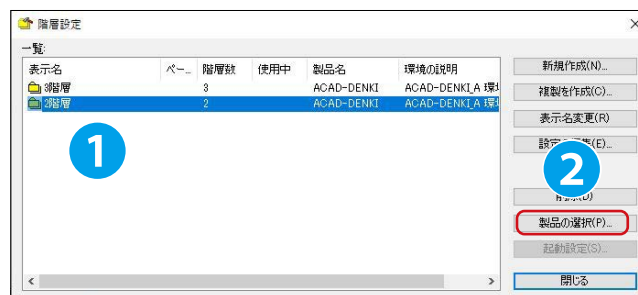 階層設定
一覧:
表示名 ペー... 階層数 使用中 製品名 環境の説明
3階層 3 ACAD-DENKI ACAD-DENKI_A 環
2階層 2 ACAD-DENKI ACAD-DENKI_A 環
1
2
新規作成(N)...
複製を作成(C)...
表示名変更(R)
(E)...
(D)
製品の選択(P)...
起動設定(S)...
閉じる